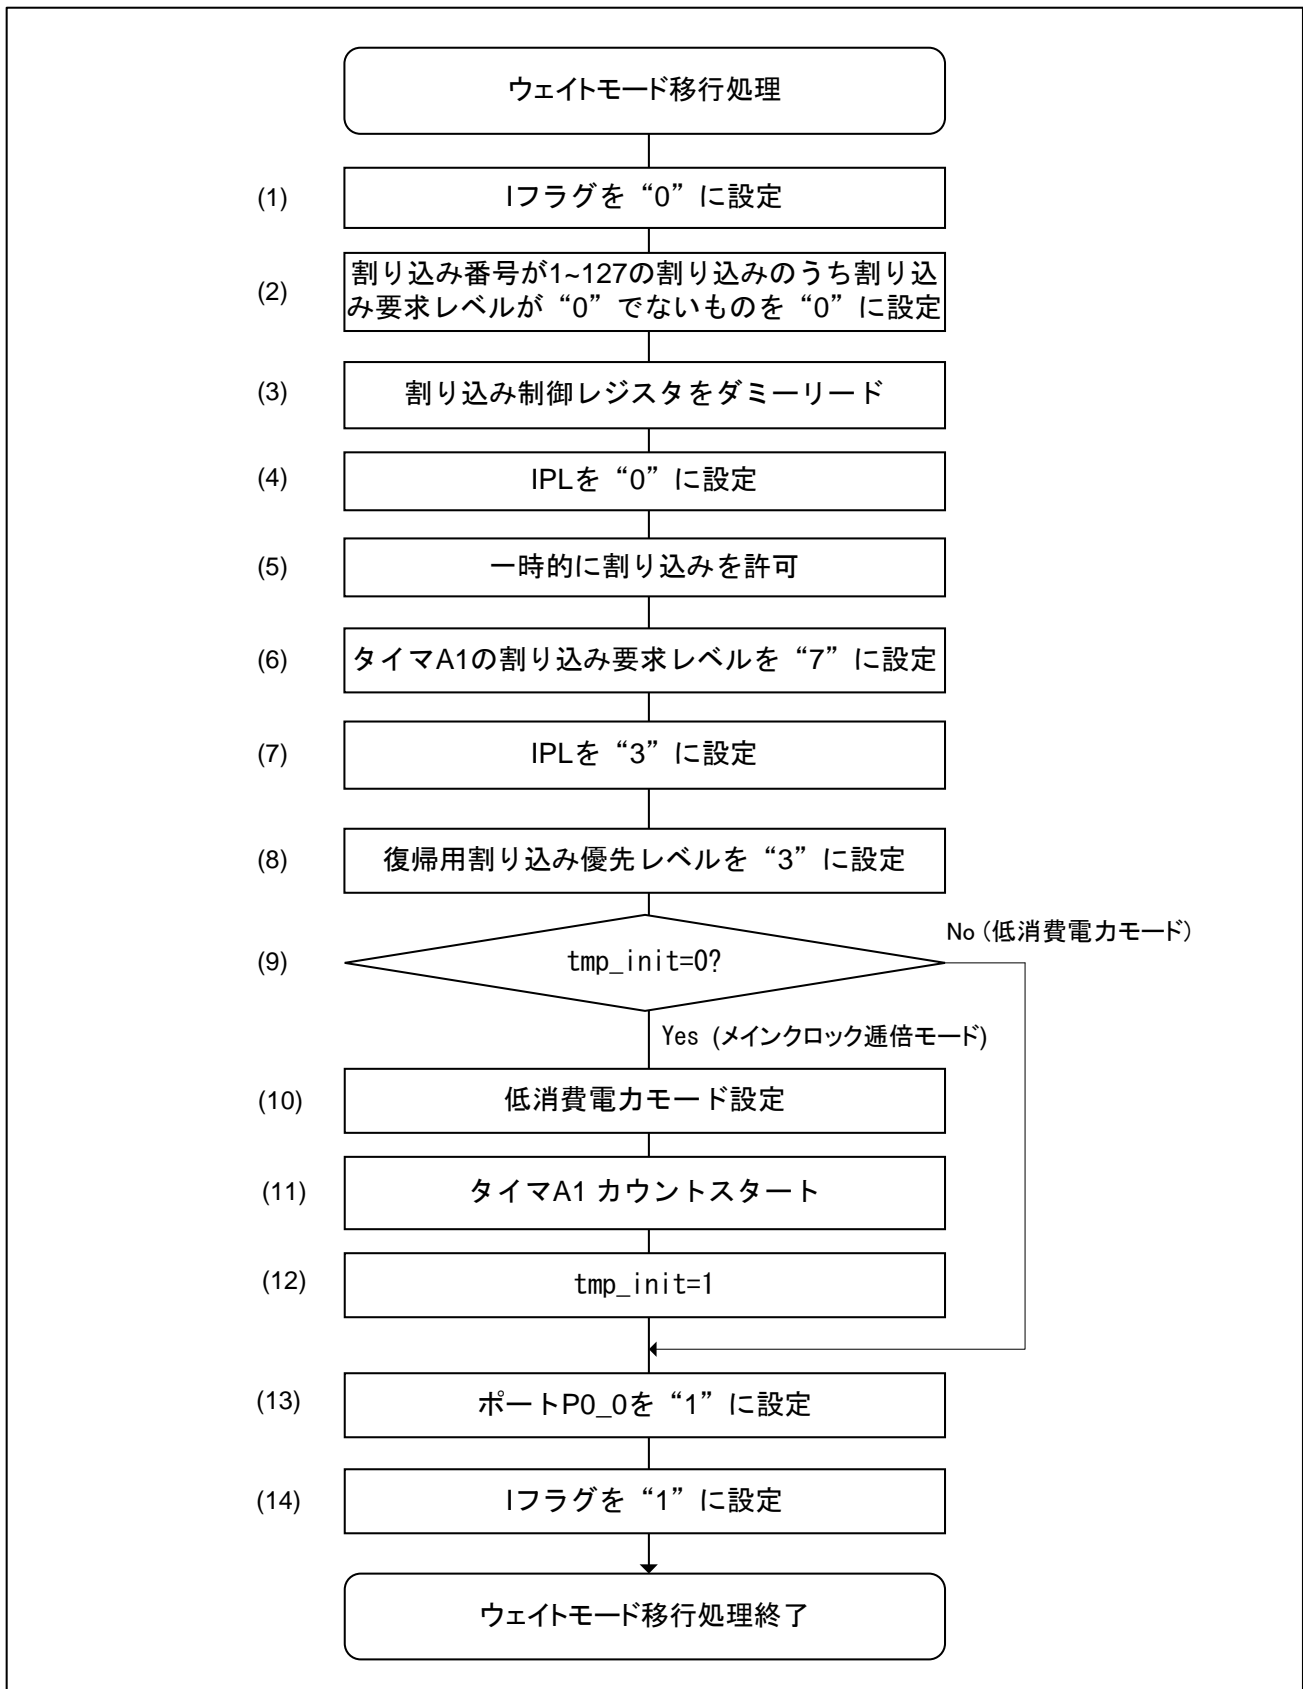 ウェイトモード移行処理
(1)
Iフラグを“0”に設定
(2)
割り込み番号が1~127の割り込みのうち割り込
み要求レベルが“0”でないものを“0”に設定
(3)
割り込み制御レジスタをダミーリード
(4)
IPLを“0”に設定
(5)
一時的に割り込みを許可
(6)
タイマA1の割り込み要求レベルを“7”に設定
(7)
IPLを“3”に設定
(8)
復帰用割り込み優先レベルを“3”に設定
(9)
tmp_init=0?
No (低消費電力モード)
Yes (メインクロック逓倍モード)
(10)
低消費電力モード設定
(11)
タイマA1 カウントスタート
(12)
tmp_init=1
(13)
ポートP0_0を“1”に設定
(14)
Iフラグを“1”に設定
ウェイトモード移行処理終了